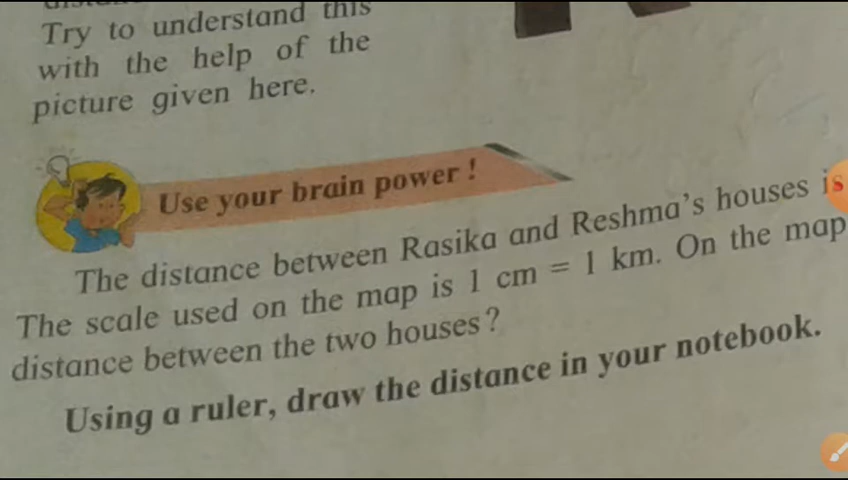 Try to understand this
with the help of the
picture given here.
Use your brain power !
The distance between Rasika and Reshma's houses is
The scale used on the map is 1 cm = 1 km. On the map
distance between the two houses?
Using a ruler, draw the distance in your notebook.